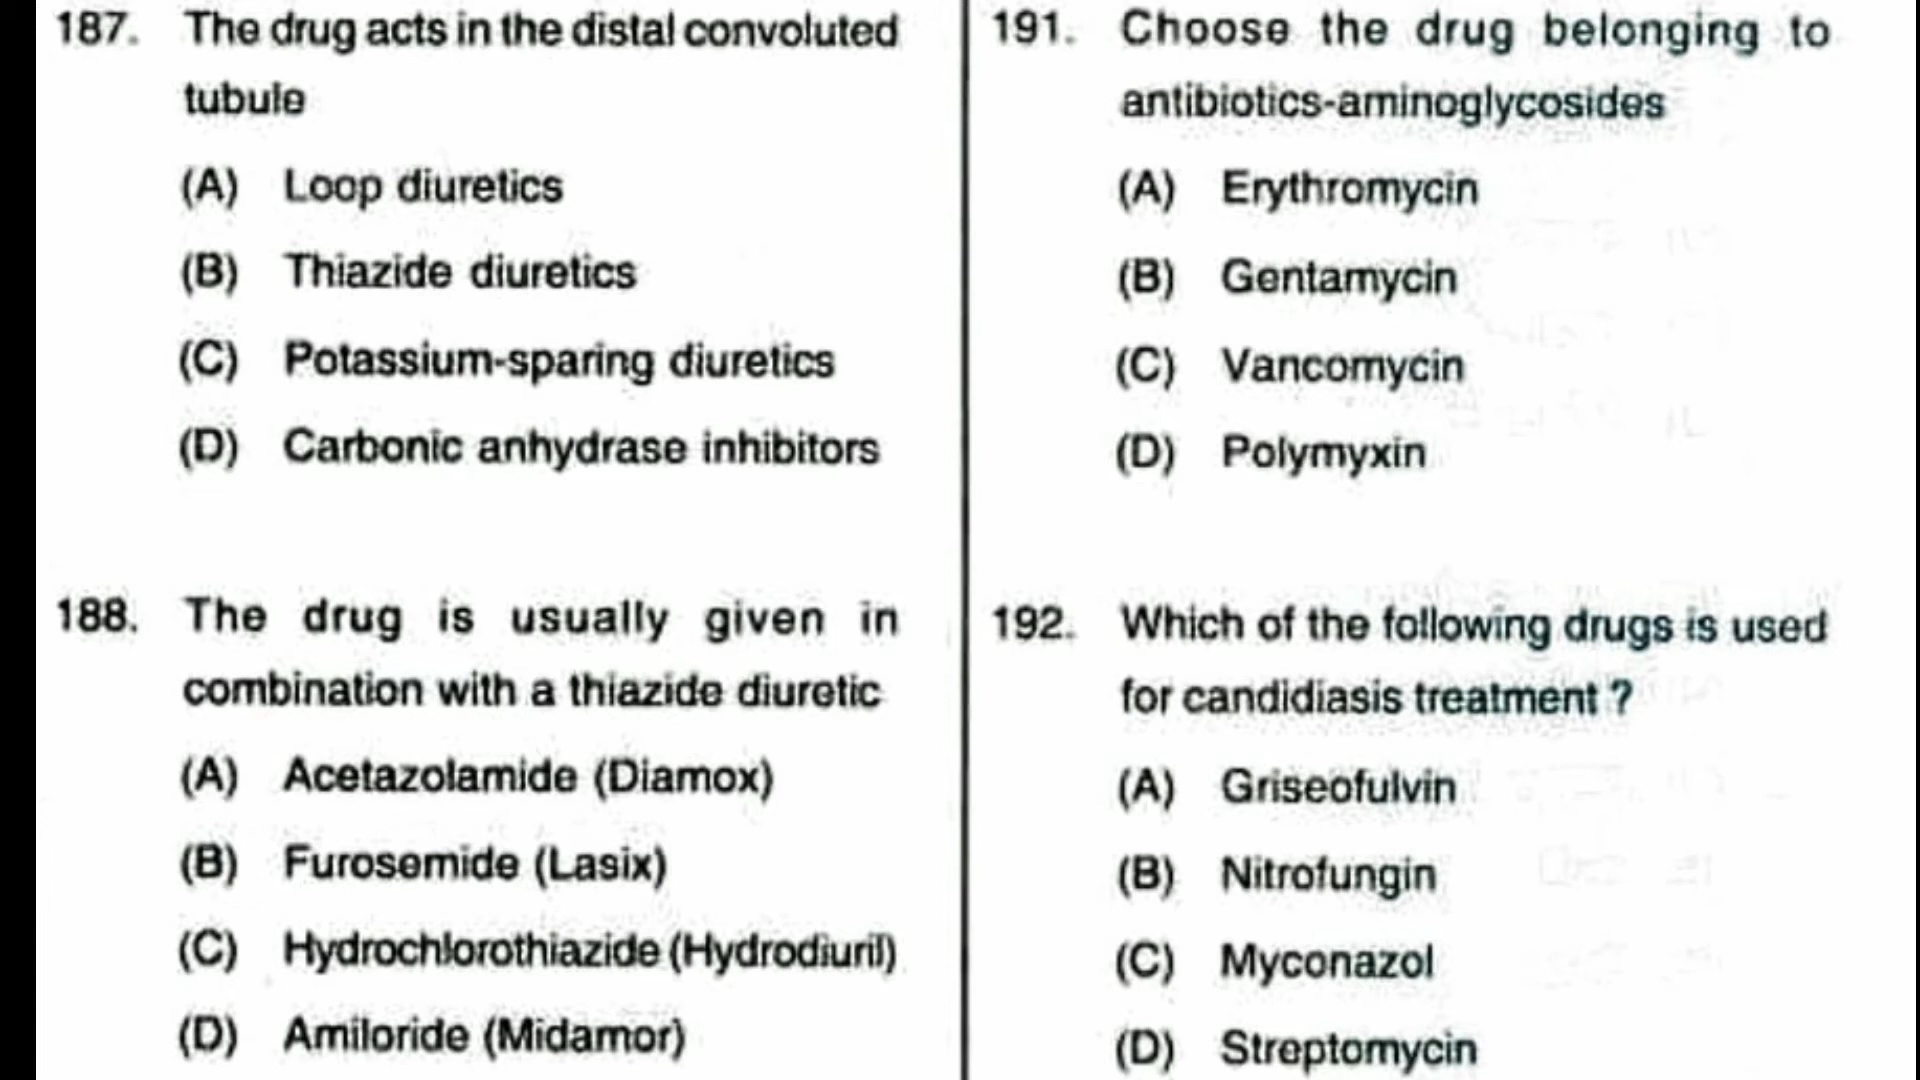 187. The drug acts in the distal convoluted
tubule
(A) Loop diuretics
(B) Thiazide diuretics
(C) Potassium-sparing diuretics
(D) Carbonic anhydrase inhibitors
188. The drug is usually given in
combination with a thiazide diuretic
(A) Acetazolamide (Diamox)
(B) Furosemide (Lasix)
(C) Hydrochlorothiazide (Hydrodiuril)
(D) Amiloride (Midamor)
191. Choose the drug belonging to
antibiotics-aminoglycosides
(A) Erythromycin
(B) Gentamycin
(C) Vancomycin
(D) Polymyxin
192. Which of the following drugs is used
for candidiasis treatment ?
(A) Griseofulvin
(B) Nitrofungin
(C) Myconazol
(D) Streptomycin